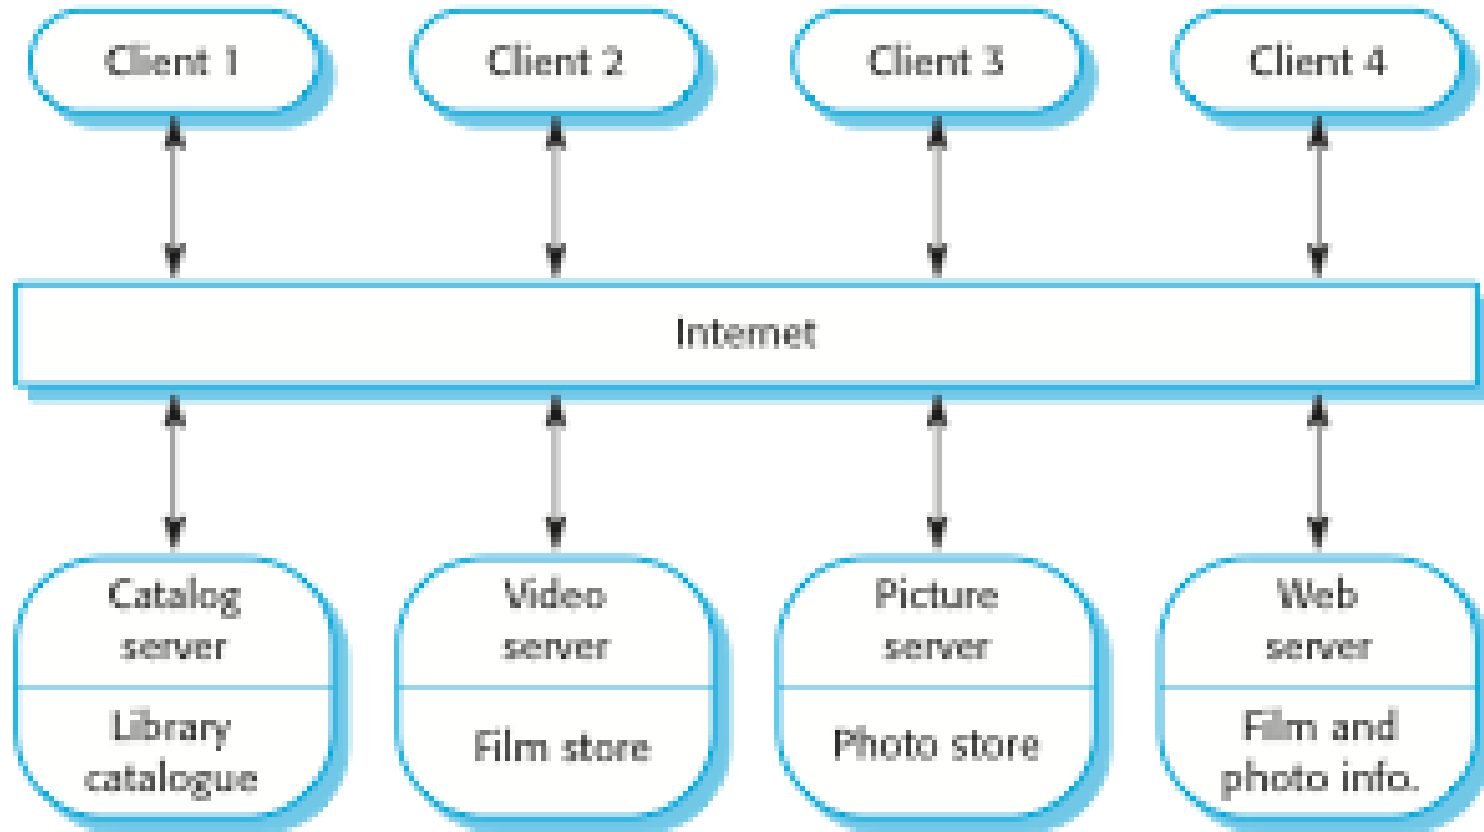 Client 1
Client 2
Client 3
Client 4
Internet
Catalog
server
Library
catalogue
Video
server
Film store
Picture
server
Photo store
Web
server
Film and
photo info.